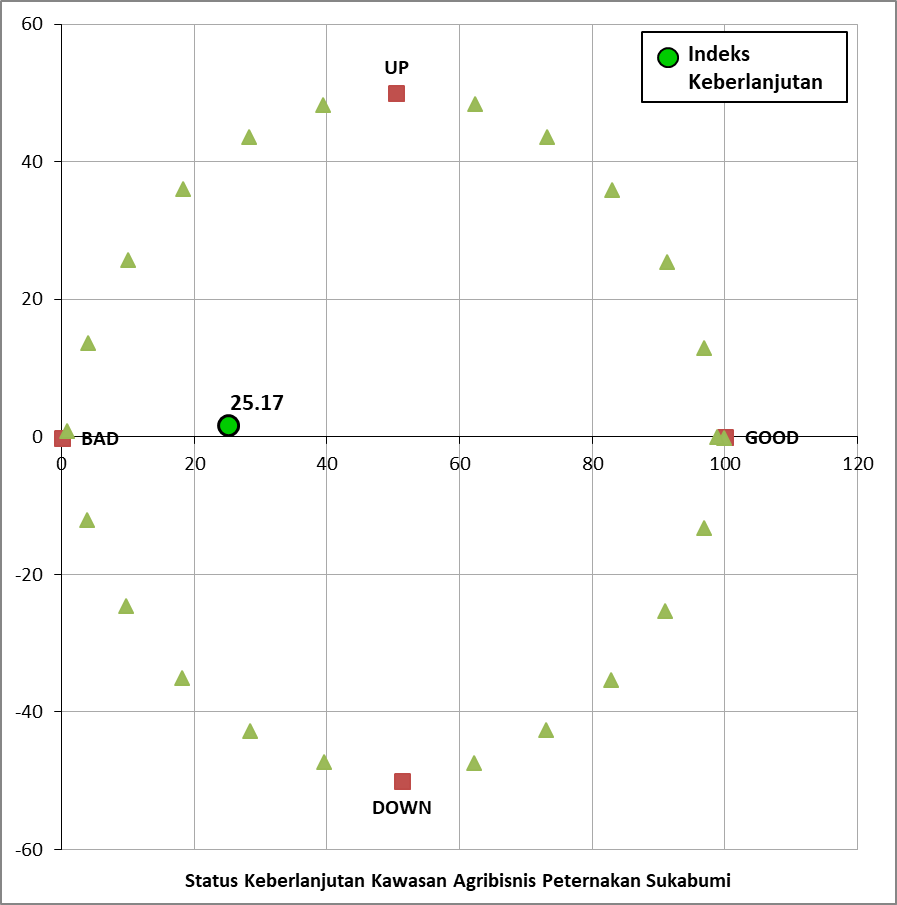 60
UP
Indeks
Keberlanjutan
40
20
25.17
0
BAD
GOOD
0 20 40 60 80 100 120
-20
-40
DOWN
-60
Status Keberlanjutan Kawasan Agribisnis Peternakan Sukabumi